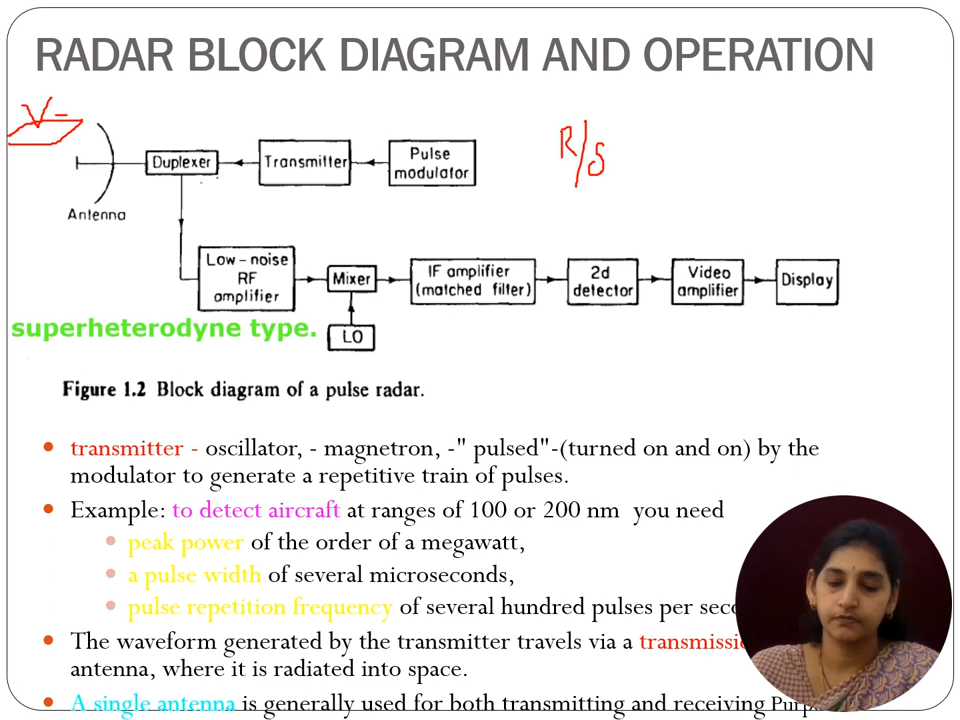 RADAR BLOCK DIAGRAM AND OPERATION
R/S
Duplexer
Transmitter
Pulse
modulator
Antenna
Low-noise
RF
amplifier
Mixer
IF amplifier
(matched filter)
2d
detector
Video
amplifier
Display
superheterodyne type.
LO
Figure 1.2 Block diagram of a pulse radar.
transmitter - oscillator, - magnetron, -" pulsed"-(turned on and on) by the
modulator to generate a repetitive train of pulses.
Example: to detect aircraft at ranges of 100 or 200 nm you need
peak power of the order of a megawatt,
a pulse width of several microseconds,
pulse repetition frequency of several hundred pulses per
The waveform generated by the transmitter travels via a
antenna, where it is radiated into space.
A single antenna is generally used for both transmitting and receiving